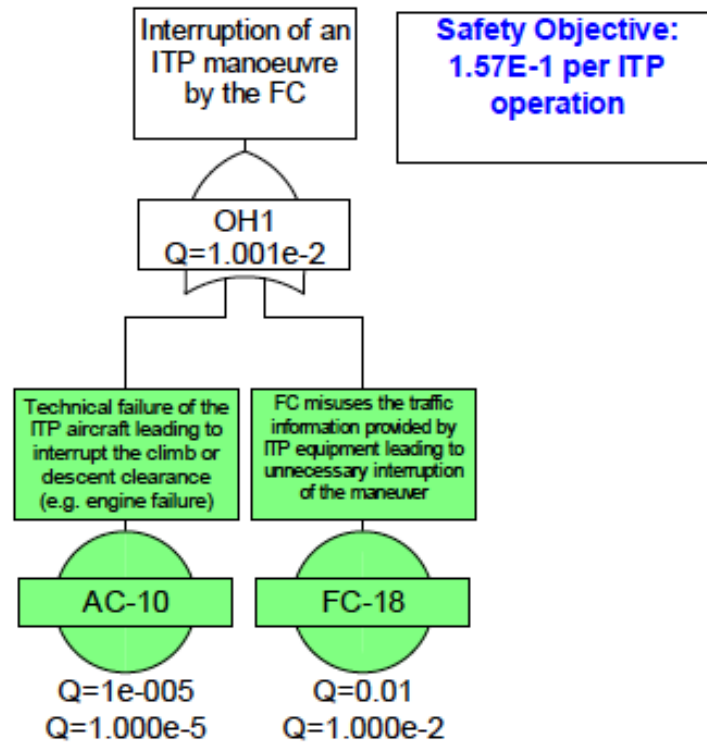 Interruption of an
ITP manoeuvre
by the FC
Safety Objective:
1.57E-1 per ITP
operation
OH1
Q=1.001e-2
Technical failure of the
ITP aircraft leading to
interrupt the climb or
descent clearance
(e.g. engine failure)
FC misuses the traffic
information provided by
ITP equipment leading to
unnecessary interruption
of the maneuver
AC-10
FC-18
Q=1e-005
Q=1.000e-5
Q=0.01
Q=1.000e-2